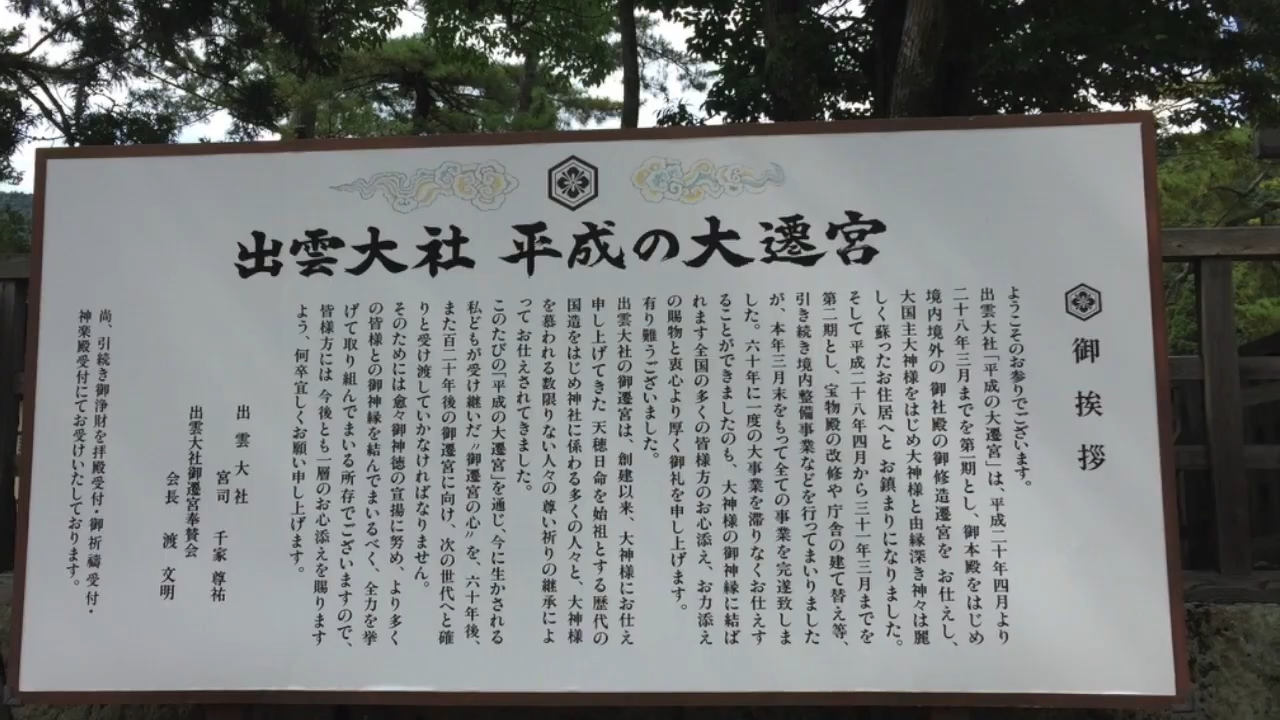 出雲大社 平成の大遷宮
御挨拶
ようこそのお参りでございます。
出雲大社「平成の大遷宮」は、平成二十年四月より
二十八年三月までを第一期とし、御本殿をはじめ
境内境外の 御社殿の御修造遷宮を お仕えし、
大国主大神様をはじめ大神様と由縁深き神々は麗
しく蘇ったお住居へと お鎮まりになりました。
そして平成二十八年四月から三十一年三月までを
第二期とし、宝物殿の改修や 庁舎の建て替え等、
引き続き境内整備事業などを行ってまいりました
が、本年三月末をもって全ての事業を完遂致しま
した。六十年に一度の大事業を滞りなくお仕えす
ることができましたのも、大神様の御神縁に結ば
れます全国の多くの皆様方のお心添え、お力添え
の賜物と衷心より厚く御礼を申し上げます。
有り難うございました。
出雲大社の御遷宮は、創建以来、大神様にお仕え
申し上げてきた 天穂日命を始祖とする歴代の
国造をはじめ神社に係わる多くの人々と、大神様
を慕われる数限りない人々の尊い祈りの継承によ
って お仕えされてきました。
このたびの「平成の大遷宮」を通じ、今に生かされる
私どもが受け継いだ〝御遷宮の心〟を、六十年後、
また百二十年後の御遷宮に向け、次の世代へと確
りと受け渡していかなければなりません。
そのためには愈々御神徳の宣揚に努め、より多く
の皆様との御神縁を結んでまいるべく、全力を挙
げて取り組んでまいる所存でございますので、
皆様方には 今後とも一層のお心添えを賜ります
よう、何卒宜しくお願い申し上げます。
出雲大社
宮司 千家 尊祐
出雲大社御遷宮奉賛会
会長 渡 文明
尚、引続き御浄財を拝殿受付・御祈祷受付・
神楽殿受付にてお受けいたしております。